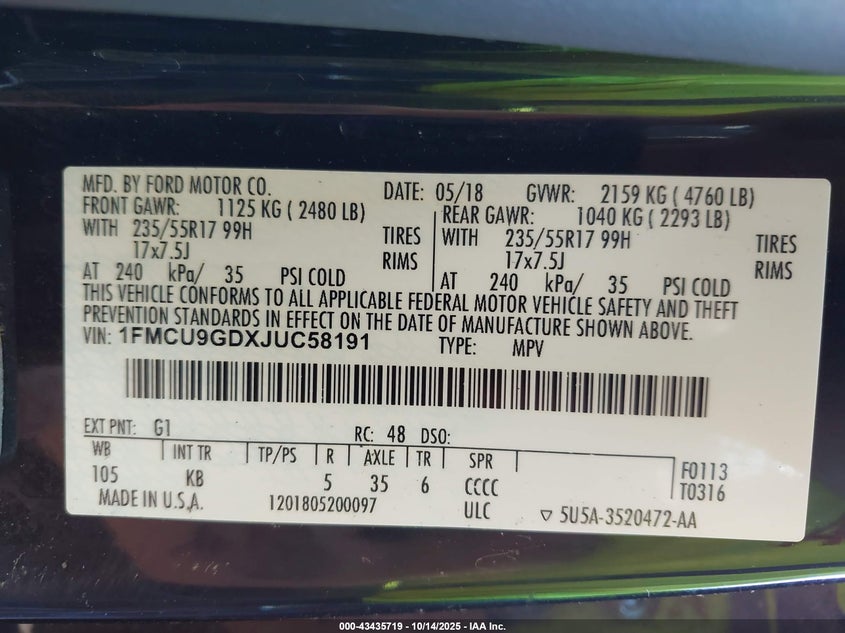 MFD. BY FORD MOTOR CO. DATE: 05/18 GVWR: 2159 KG ( 4760 LB)
FRONT GAWR: 1125 KG ( 2480 LB) REAR GAWR: 1040 KG ( 2293 LB)
WITH 235/55R17 99H TIRES WITH 235/55R17 99H TIRES
17x7.5J RIMS 17x7.5J RIMS
AT 240 kPa/ 35 PSI COLD AT 240 kPa/ 35 PSI COLD
THIS VEHICLE CONFORMS TO ALL APPLICABLE FEDERAL MOTOR VEHICLE SAFETY AND THEFT
PREVENTION STANDARDS IN EFFECT ON THE DATE OF MANUFACTURE SHOWN ABOVE.
VIN: 1FMCU9GDXJUC58191 TYPE: MPV
EXT PNT: G1 RC: 48 DSO:
WB INT TR TP/PS R AXLE TR SPR F0113
105 KB 5 35 6 CCCC T0316
MADE IN U.S.A. 1201805200097 ULC ▽ 5U5A-3520472-AA
000-43435719 - 10/14/2025 - IAA Inc.